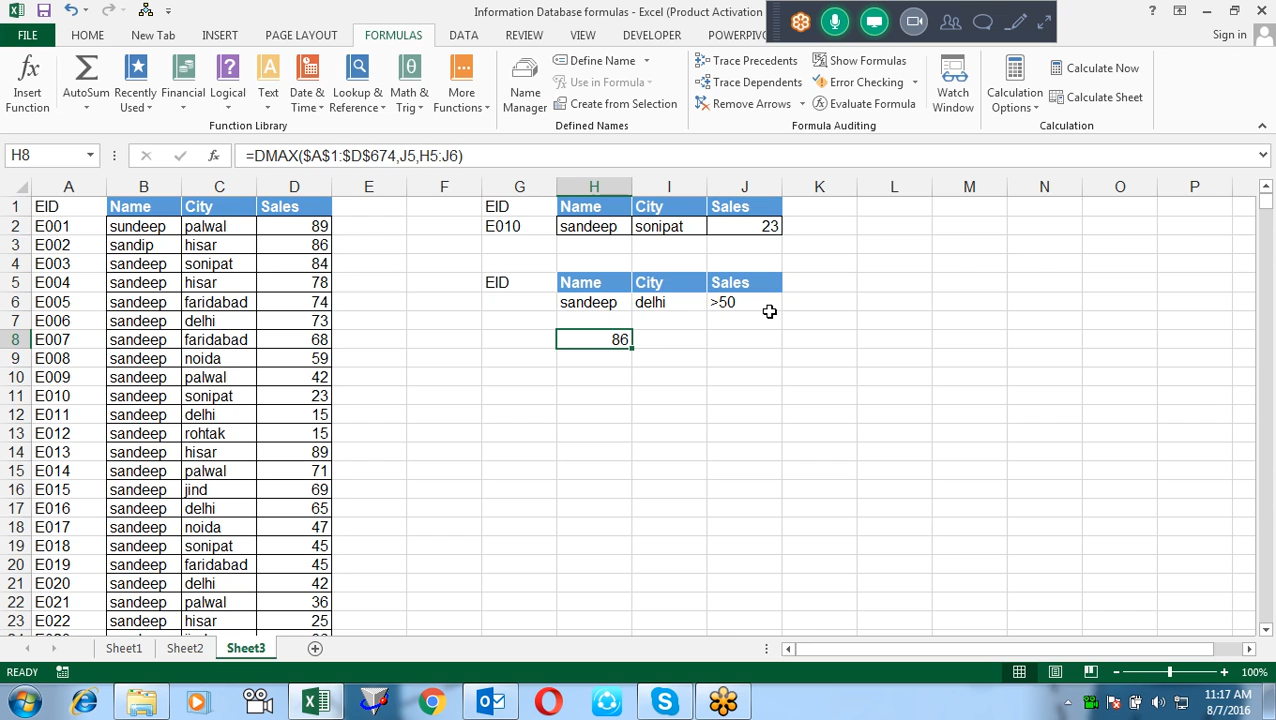 Information Database formulas - Excel (Product Activation
Sign in
FILE HOME New Tab INSERT PAGE LAYOUT FORMULAS DATA REVIEW VIEW DEVELOPER POWERPIV
Insert Function
AutoSum
Recently Used
Financial
Logical
Text
Date & Time
Lookup & Reference
Math & Trig
More Functions
Function Library
Name Manager
Define Name
Use in Formula
Create from Selection
Defined Names
Trace Precedents
Trace Dependents
Remove Arrows
Show Formulas
Error Checking
Evaluate Formula
Formula Auditing
Watch Window
Calculation Options
Calculate Now
Calculate Sheet
Calculation
H8 fx =DMAX($A$1:$D$674,J5,H5:J6)
A B C D E F G H I J K L M N O P
1 EID Name City Sales EID Name City Sales
2 E001 sundeep palwal 89 E010 sandeep sonipat 23
3 E002 sandip hisar 86
4 E003 sandeep sonipat 84
5 E004 sandeep hisar 78 EID Name City Sales
6 E005 sandeep faridabad 74 sandeep delhi >50
7 E006 sandeep delhi 73
8 E007 sandeep faridabad 68 86
9 E008 sandeep noida 59
10 E009 sandeep palwal 42
11 E010 sandeep sonipat 23
12 E011 sandeep delhi 15
13 E012 sandeep rohtak 15
14 E013 sandeep hisar 89
15 E014 sandeep palwal 71
16 E015 sandeep jind 69
17 E016 sandeep delhi 65
18 E017 sandeep noida 47
19 E018 sandeep sonipat 45
20 E019 sandeep faridabad 45
21 E020 sandeep delhi 42
22 E021 sandeep palwal 36
23 E022 sandeep hisar 25
Sheet1 Sheet2 Sheet3
READY 100%
11:17 AM
8/7/2016